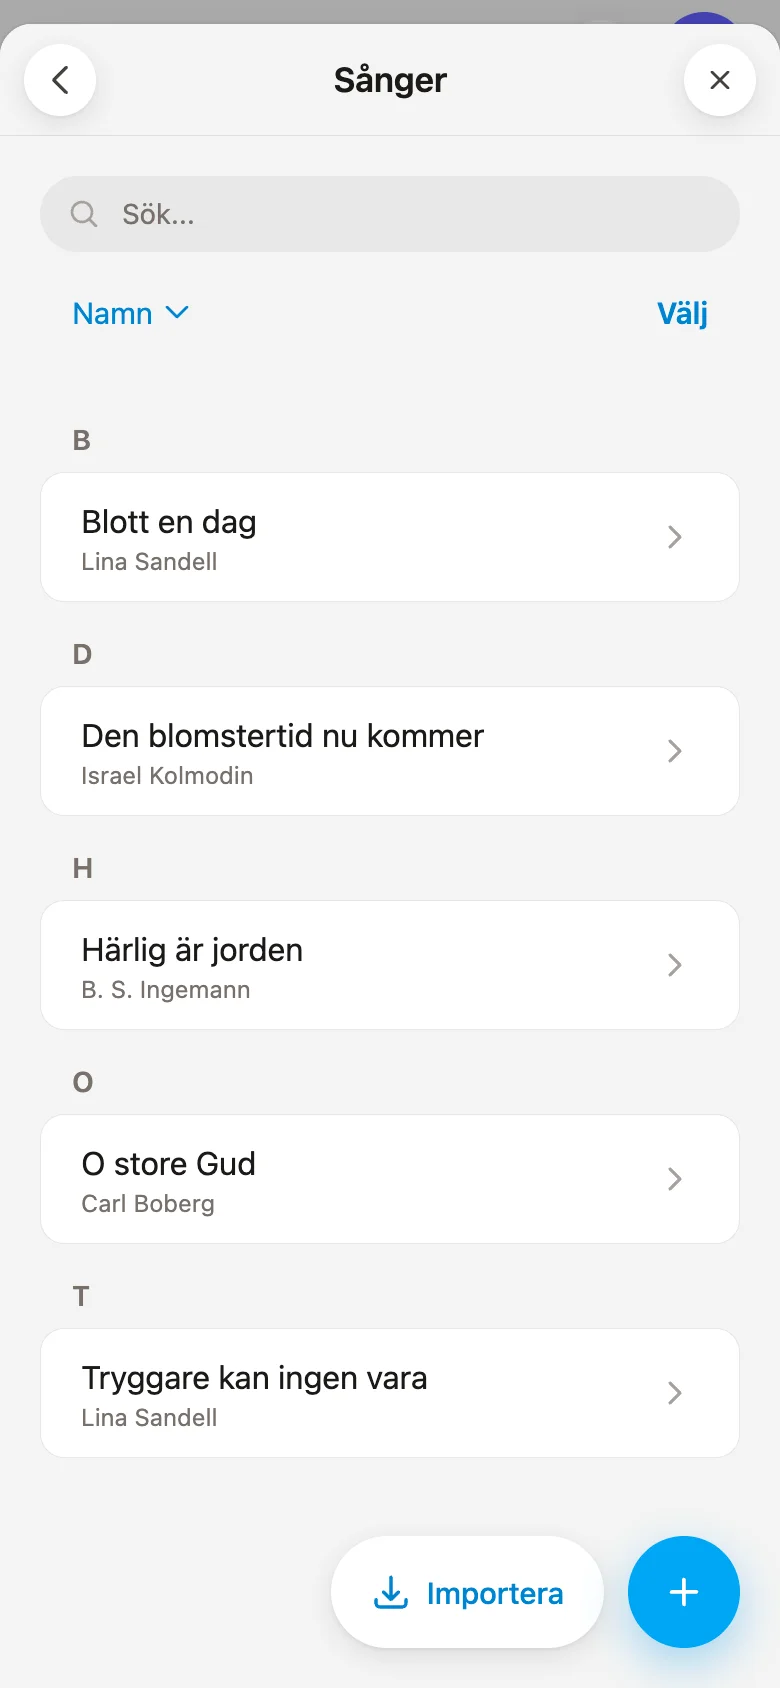 Sånger
Sök...
Namn
Välj
B
Blott en dag
Lina Sandell
D
Den blomstertid nu kommer
Israel Kolmodin
H
Härlig är jorden
B. S. Ingemann
O
O store Gud
Carl Boberg
T
Tryggare kan ingen vara
Lina Sandell
Importera